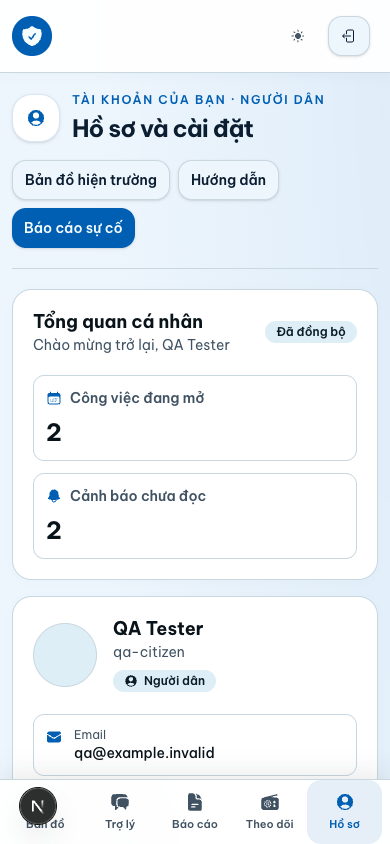 TÀI KHOẢN CỦA BẠN · NGƯỜI DÂN
Hồ sơ và cài đặt
Bản đồ hiện trường
Hướng dẫn
Báo cáo sự cố
Tổng quan cá nhân
Chào mừng trở lại, QA Tester
Đã đồng bộ
Công việc đang mở
2
Cảnh báo chưa đọc
2
QA Tester
qa-citizen
Người dân
Email
qa@example.invalid
N
Bản đồ
Trợ lý
Báo cáo
Theo dõi
Hồ sơ